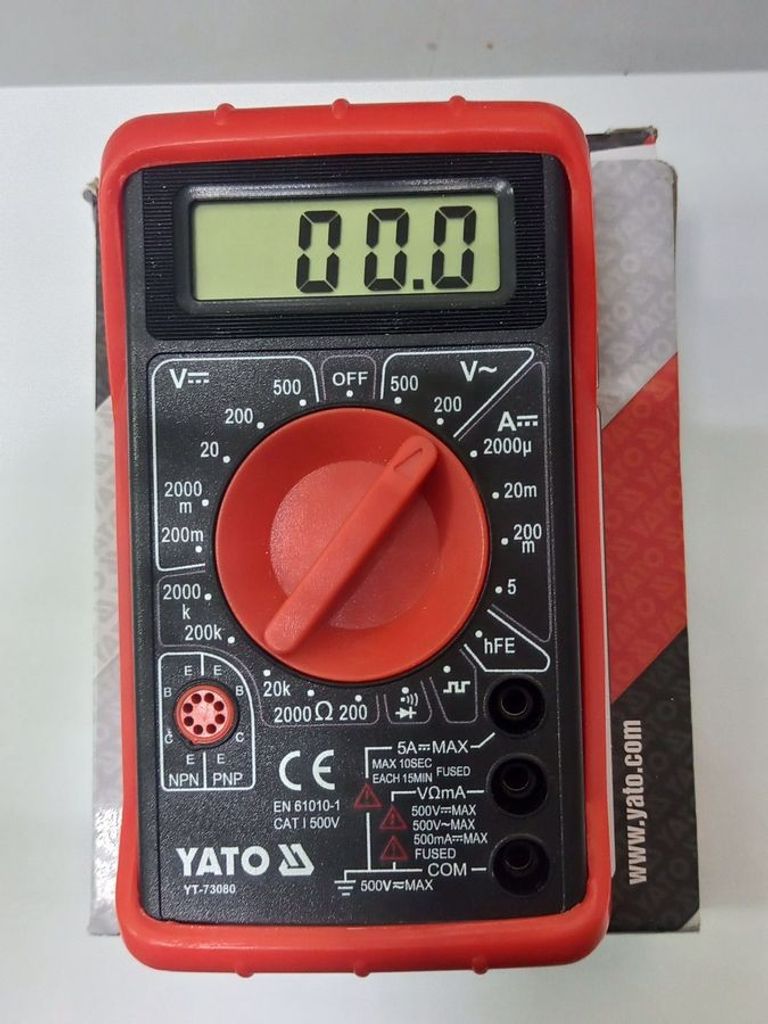 00.0
V⎓
500
OFF
500
V~
200
200
A⎓
20
2000µ
2000
m
20m
200m
200
m
2000
k
5
200k
hFE
20k
2000 Ω 200
E E
B B
C C
E E
NPN PNP
5A⎓MAX
MAX 10SEC
EACH 15MIN FUSED
CE
VΩmA
EN 61010-1
CAT I 500V
500V⎓MAX
500V~MAX
500mA⎓MAX
FUSED
YATO
COM
YT-73080
500V≂MAX
www.yato.com